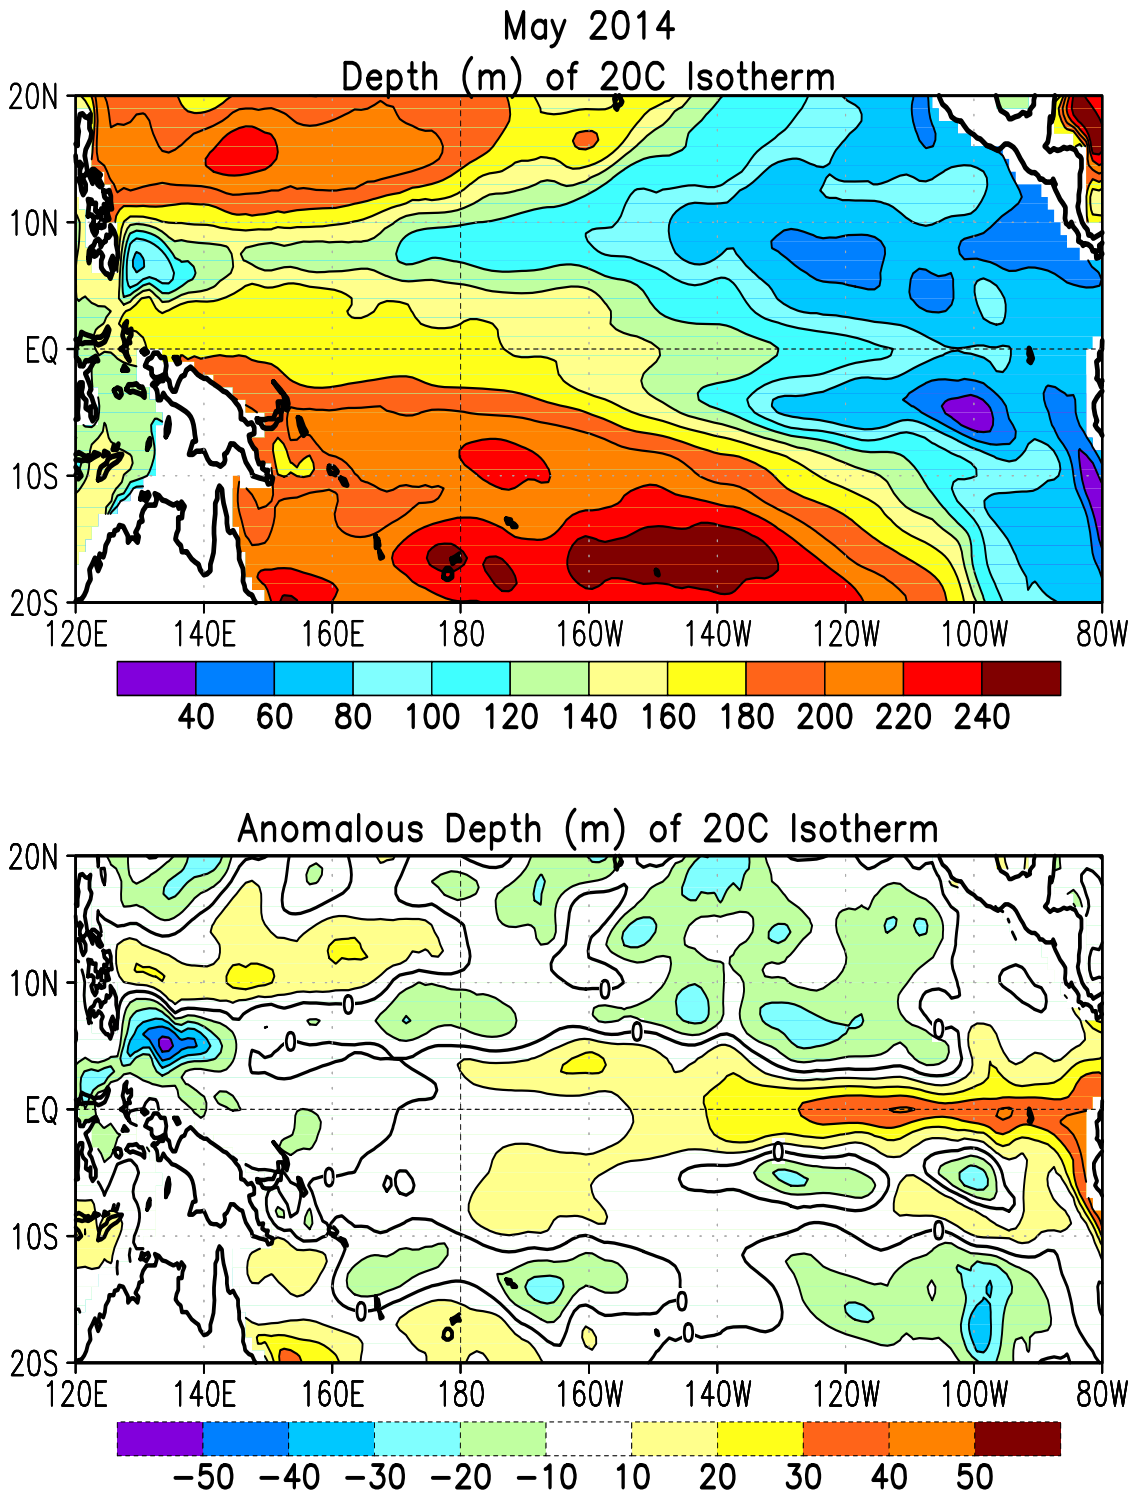 May 2014
Depth (m) of 20C Isotherm
20N
10N
EQ
10S
20S
120E 140E 160E 180 160W 140W 120W 100W 80W
40 60 80 100 120 140 160 180 200 220 240
Anomalous Depth (m) of 20C Isotherm
20N
10N
0 0
0 0 0
EQ
0 0
10S
0
0 0
0
20S
120E 140E 160E 180 160W 140W 120W 100W 80W
-50 -40 -30 -20 -10 10 20 30 40 50